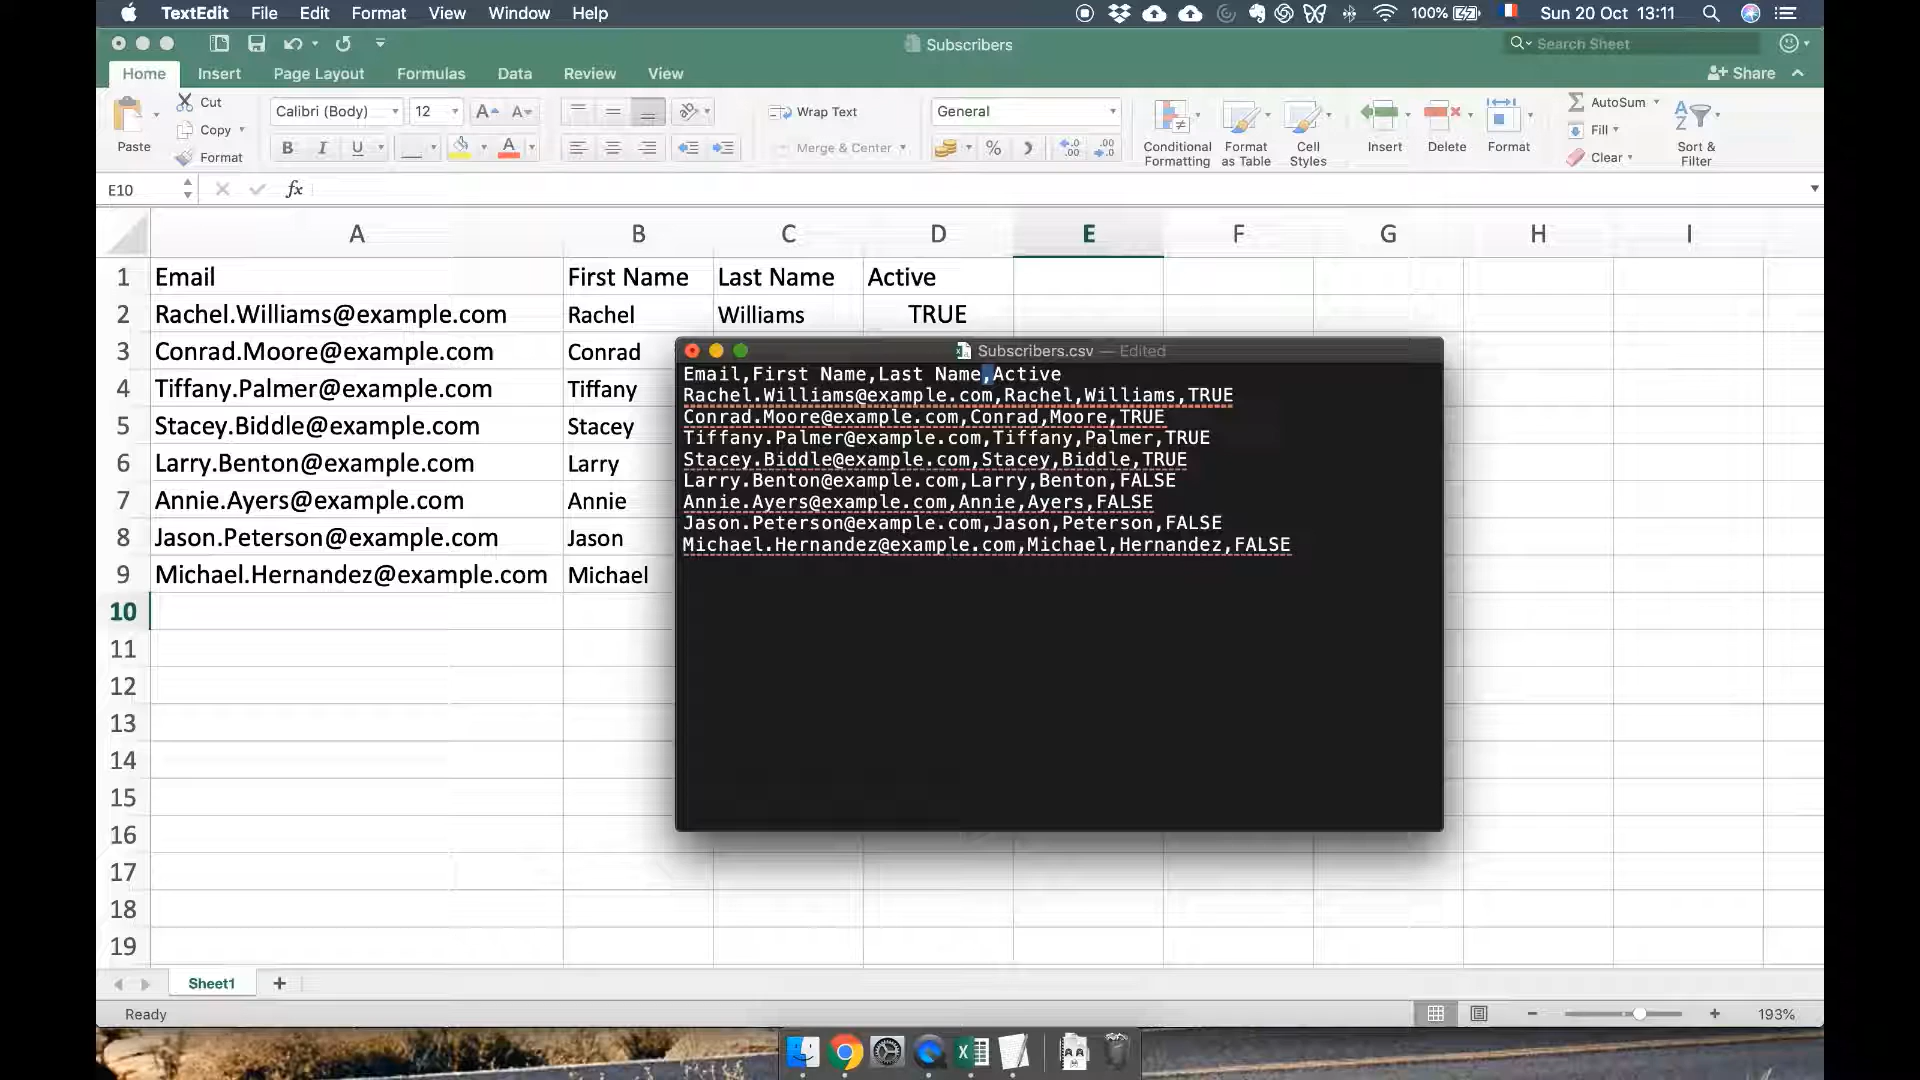 TextEdit File Edit Format View Window Help 100% Sun 20 Oct 13:11
Subscribers
Search Sheet
Home Insert Page Layout Formulas Data Review View Share
Paste
Cut
Copy
Format
Calibri (Body) 12
B I U
Wrap Text
Merge & Center
General
Conditional Formatting
Format as Table
Cell Styles
Insert
Delete
Format
AutoSum
Fill
Clear
Sort & Filter
E10 fx
A B C D E F G H I
1 Email First Name Last Name Active
2 Rachel.Williams@example.com Rachel Williams TRUE
3 Conrad.Moore@example.com Conrad
4 Tiffany.Palmer@example.com Tiffany
5 Stacey.Biddle@example.com Stacey
6 Larry.Benton@example.com Larry
7 Annie.Ayers@example.com Annie
8 Jason.Peterson@example.com Jason
9 Michael.Hernandez@example.com Michael
10
11
12
13
14
15
16
17
18
19
Subscribers.csv — Edited
Email,First Name,Last Name,Active
Rachel.Williams@example.com,Rachel,Williams,TRUE
Conrad.Moore@example.com,Conrad,Moore,TRUE
Tiffany.Palmer@example.com,Tiffany,Palmer,TRUE
Stacey.Biddle@example.com,Stacey,Biddle,TRUE
Larry.Benton@example.com,Larry,Benton,FALSE
Annie.Ayers@example.com,Annie,Ayers,FALSE
Jason.Peterson@example.com,Jason,Peterson,FALSE
Michael.Hernandez@example.com,Michael,Hernandez,FALSE
Sheet1 +
Ready 193%